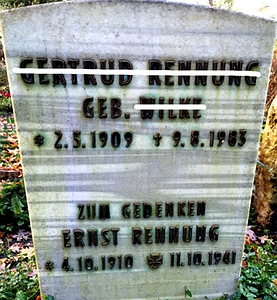 GERTRUD RENNUNG
GEB. WILKE
* 2.5.1909 † 9.8.1983
ZUM GEDENKEN
ERNST RENNUNG
* 4.10.1910 11.10.1941